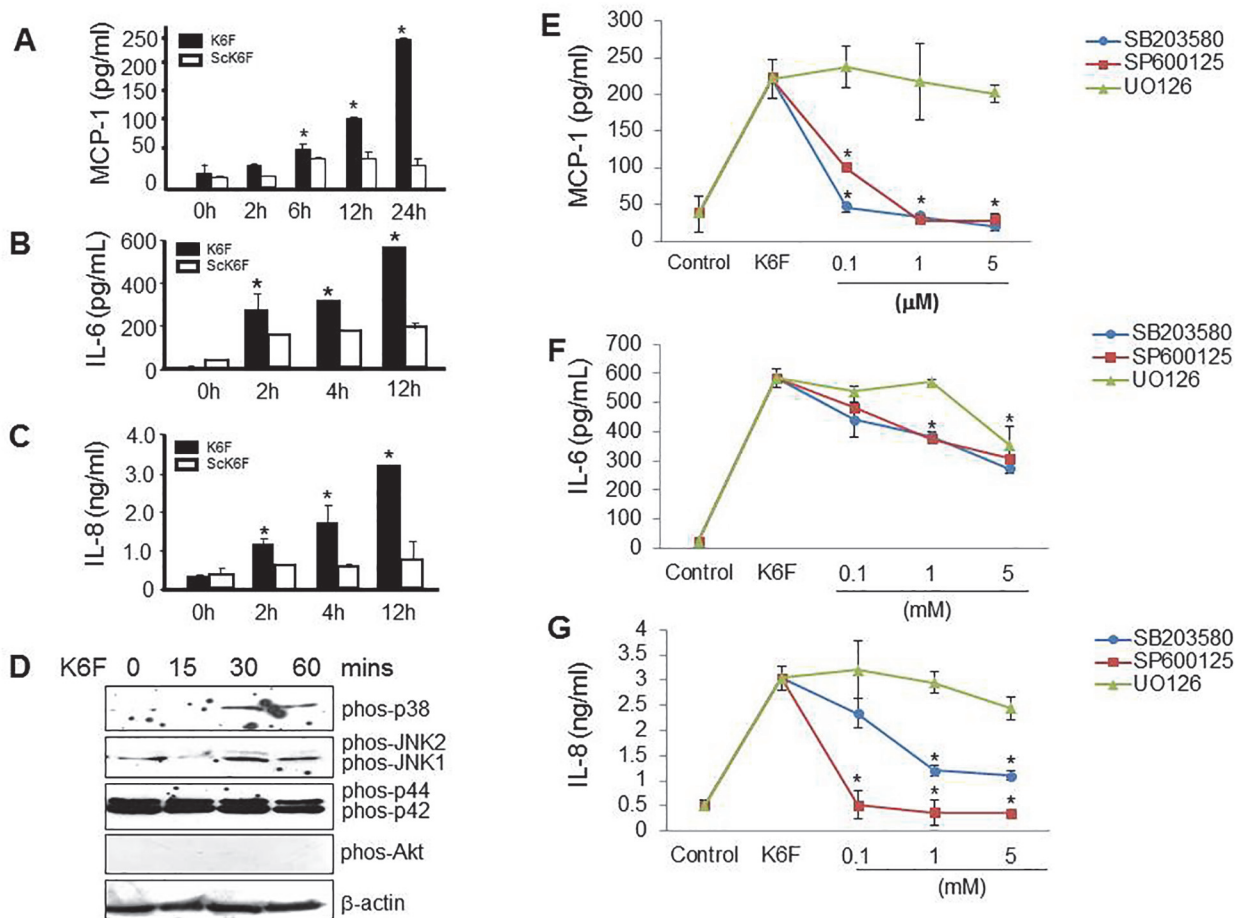 A
MCP-1 (pg/ml)
250
200
150
100
50
0
K6F
ScK6F
*
*
*
0h 2h 6h 12h 24h
B
IL-6 (pg/mL)
600
400
200
0
K6F
ScK6F
*
*
*
0h 2h 4h 12h
C
IL-8 (ng/ml)
4.0
3.0
2.0
1.0
0
K6F
ScK6F
*
*
*
0h 2h 4h 12h
D
K6F 0 15 30 60 mins
phos-p38
phos-JNK2
phos-JNK1
phos-p44
phos-p42
phos-Akt
β-actin
E
MCP-1 (pg/ml)
300
250
200
150
100
50
0
*
*
*
*
Control K6F 0.1 1 5
(µM)
SB203580
SP600125
UO126
F
IL-6 (pg/mL)
700
600
500
400
300
200
100
0
*
*
Control K6F 0.1 1 5
(mM)
SB203580
SP600125
UO126
G
IL-8 (ng/ml)
4
3.5
3
2.5
2
1.5
1
0.5
0
*
*
*
*
*
Control K6F 0.1 1 5
(mM)
SB203580
SP600125
UO126